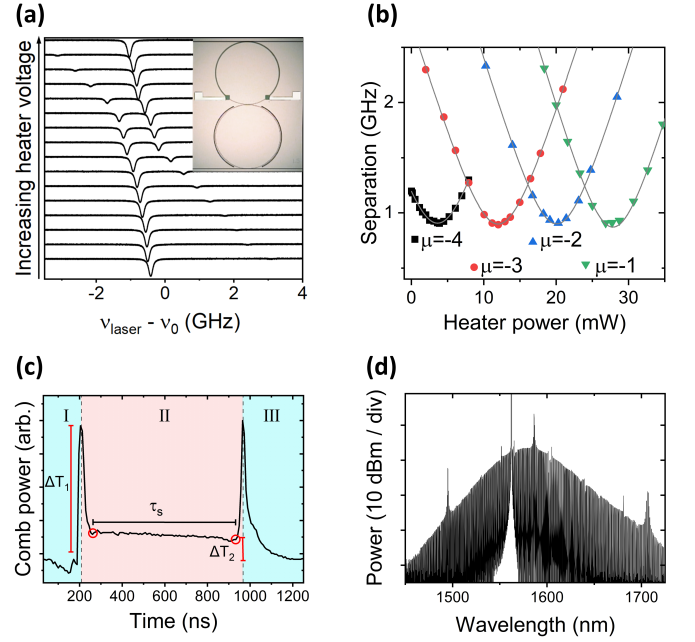 (a)
Increasing heater voltage
-2 0 2 4
ν_laser - ν_0 (GHz)
(b)
Separation (GHz)
2
1
μ=-4 μ=-2
μ=-3 μ=-1
0 10 20 30
Heater power (mW)
(c)
Comb power (arb.)
I II III
ΔT_1
τ_s
ΔT_2
0 200 400 600 800 1000 1200
Time (ns)
(d)
Power (10 dBm / div)
1500 1600 1700
Wavelength (nm)